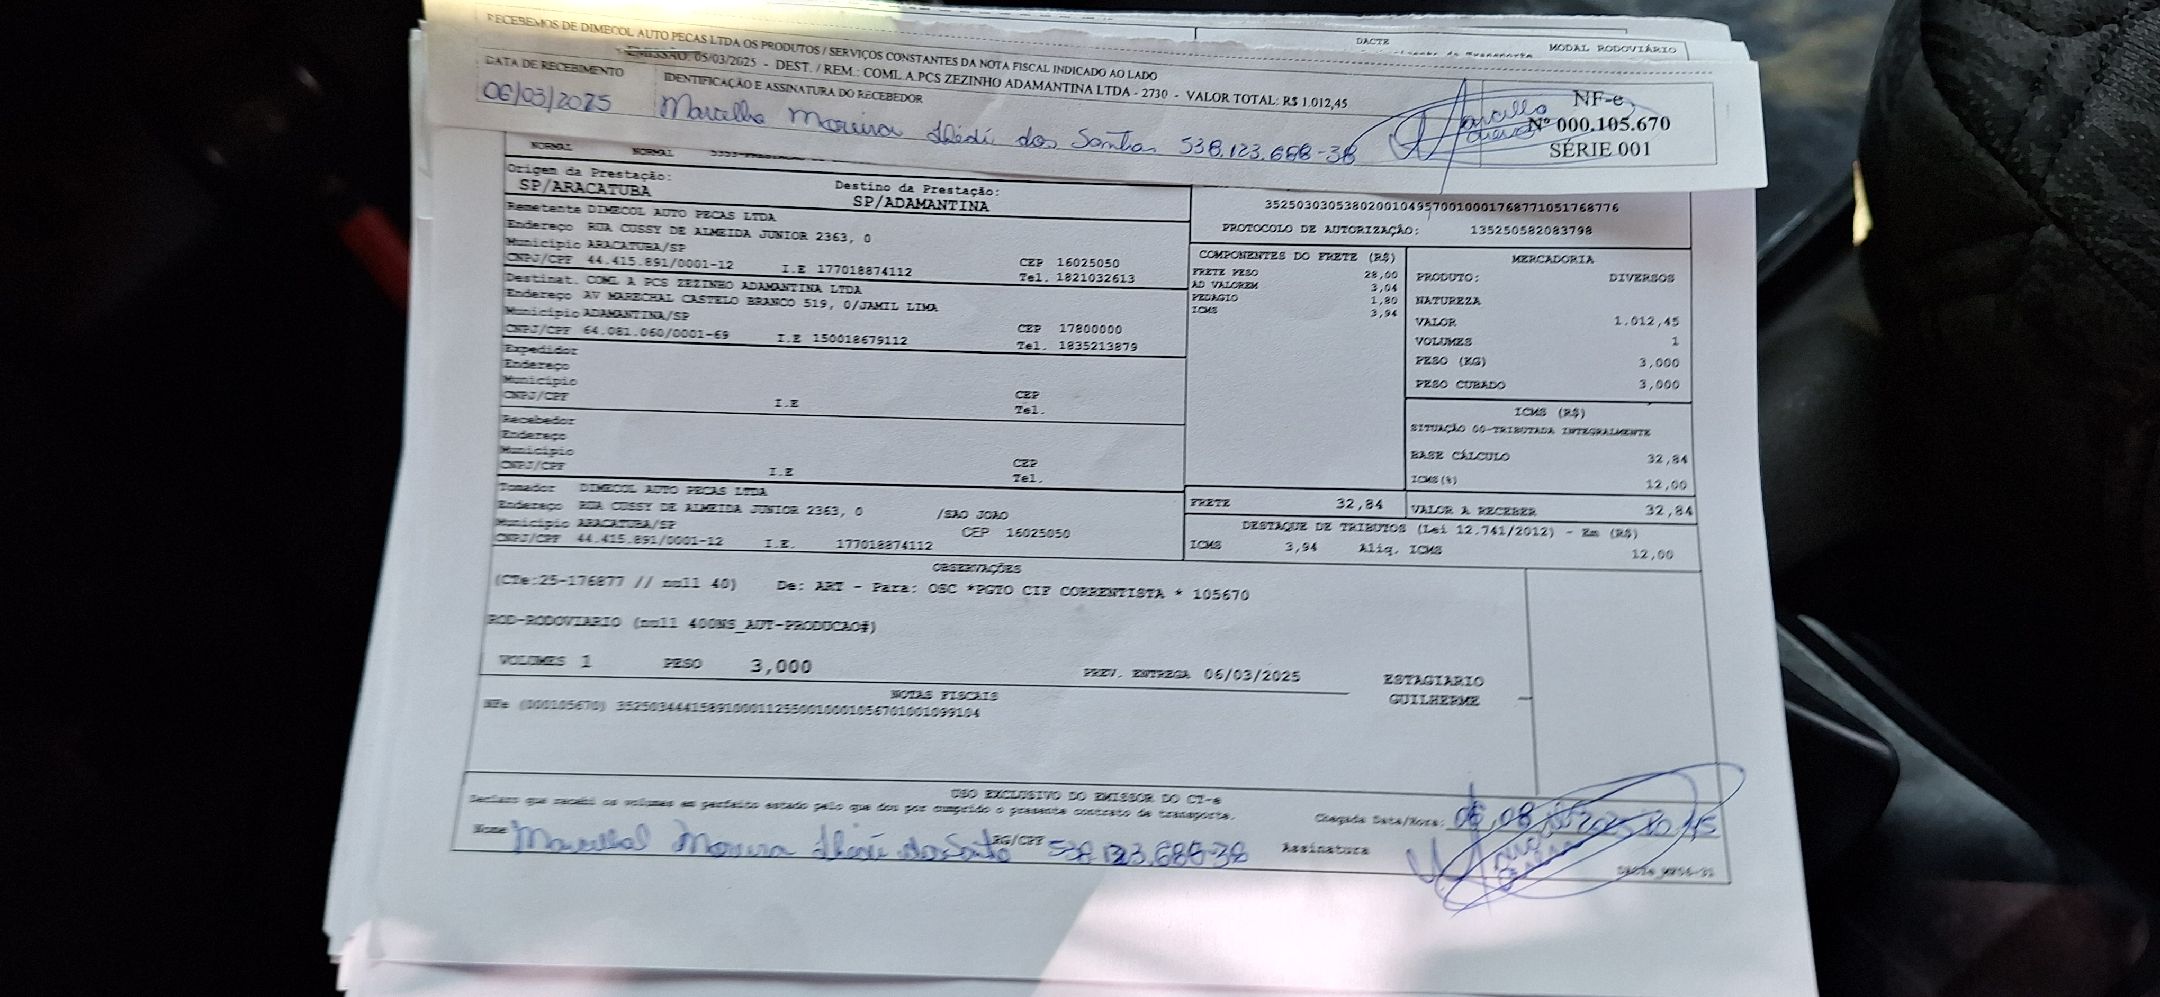 RECEBEMOS DE DIMECOL AUTO PECAS LTDA OS PRODUTOS / SERVIÇOS CONSTANTES DA NOTA FISCAL INDICADO AO LADO
EMISSÃO: 05/03/2025 - DEST. / REM.: COML A PCS ZEZINHO ADAMANTINA LTDA - 2730 - VALOR TOTAL: R$ 1.012,45
DACTE
MODAL RODOVIÁRIO
DATA DE RECEBIMENTO
IDENTIFICAÇÃO E ASSINATURA DO RECEBEDOR
06/03/2025
NF-e
Nº 000.105.670
SÉRIE 001
NORMAL NORMAL
Origem da Prestação:
SP/ARACATUBA
Destino da Prestação:
SP/ADAMANTINA
Remetente DIMECOL AUTO PECAS LTDA
Endereço RUA CUSSY DE ALMEIDA JUNIOR 2363, 0
Município ARACATUBA/SP
CEP 16025050
CNPJ/CPF 44.415.891/0001-12 I.E 177018874112 Tel. 1821032613
Destinat. COML A PCS ZEZINHO ADAMANTINA LTDA
Endereço AV MARECHAL CASTELO BRANCO 519, 0/JAMIL LIMA
Município ADAMANTINA/SP
CEP 17800000
CNPJ/CPF 64.081.060/0001-69 I.E 150018679112 Tel. 1835213879
Expedidor
Endereço
Município
CEP
CNPJ/CPF I.E Tel.
Recebedor
Endereço
Município
CEP
CNPJ/CPF I.E Tel.
Tomador DIMECOL AUTO PECAS LTDA
Endereço RUA CUSSY DE ALMEIDA JUNIOR 2363, 0 /SAO JOAO
Município ARACATUBA/SP CEP 16025050
CNPJ/CPF 44.415.891/0001-12 I.E. 177018874112
35250303053802001049570010001768771051768776
PROTOCOLO DE AUTORIZAÇÃO: 135250582083798
COMPONENTES DO FRETE (R$)
FRETE PESO 28,00
AD VALOREM 3,04
PEDAGIO 1,80
ICMS 3,94
MERCADORIA
PRODUTO: DIVERSOS
NATUREZA
VALOR 1.012,45
VOLUMES 1
PESO (KG) 3,000
PESO CUBADO 3,000
ICMS (R$)
SITUAÇÃO 00-TRIBUTADA INTEGRALMENTE
BASE CÁLCULO 32,84
ICMS(%) 12,00
FRETE 32,84
VALOR A RECEBER 32,84
DESTAQUE DE TRIBUTOS (Lei 12.741/2012) - Em (R$)
ICMS 3,94 Aliq. ICMS 12,00
OBSERVAÇÕES
(CTe:25-176877 // null 40) De: ART - Para: OSC *PGTO CIF CORRENTISTA * 105670
ROD-RODOVIARIO (null 400NS_AUT-PRODUCAO#)
VOLUMES 1 PESO 3,000 PREV. ENTREGA 06/03/2025
ESTAGIARIO
GUILHERME
NOTAS FISCAIS
NFe (000105670) 35250344415891000112550010001056701001099104
USO EXCLUSIVO DO EMISSOR DO CT-e
Declaro que recebi os volumes em perfeito estado pelo que dou por cumprido o presente contrato de transporte.
Chegada Data/Hora:
Nome
RG/CPF
Assinatura